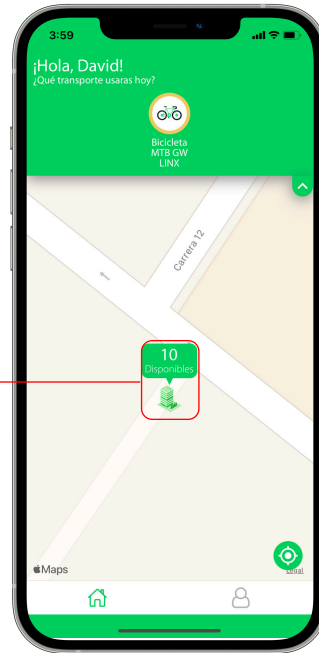 3:59
¡Hola, David!
¿Qué transporte usaras hoy?
Bicicleta
MTB GW
LINX
Carrera 12
10
Disponibles
Maps
Legal